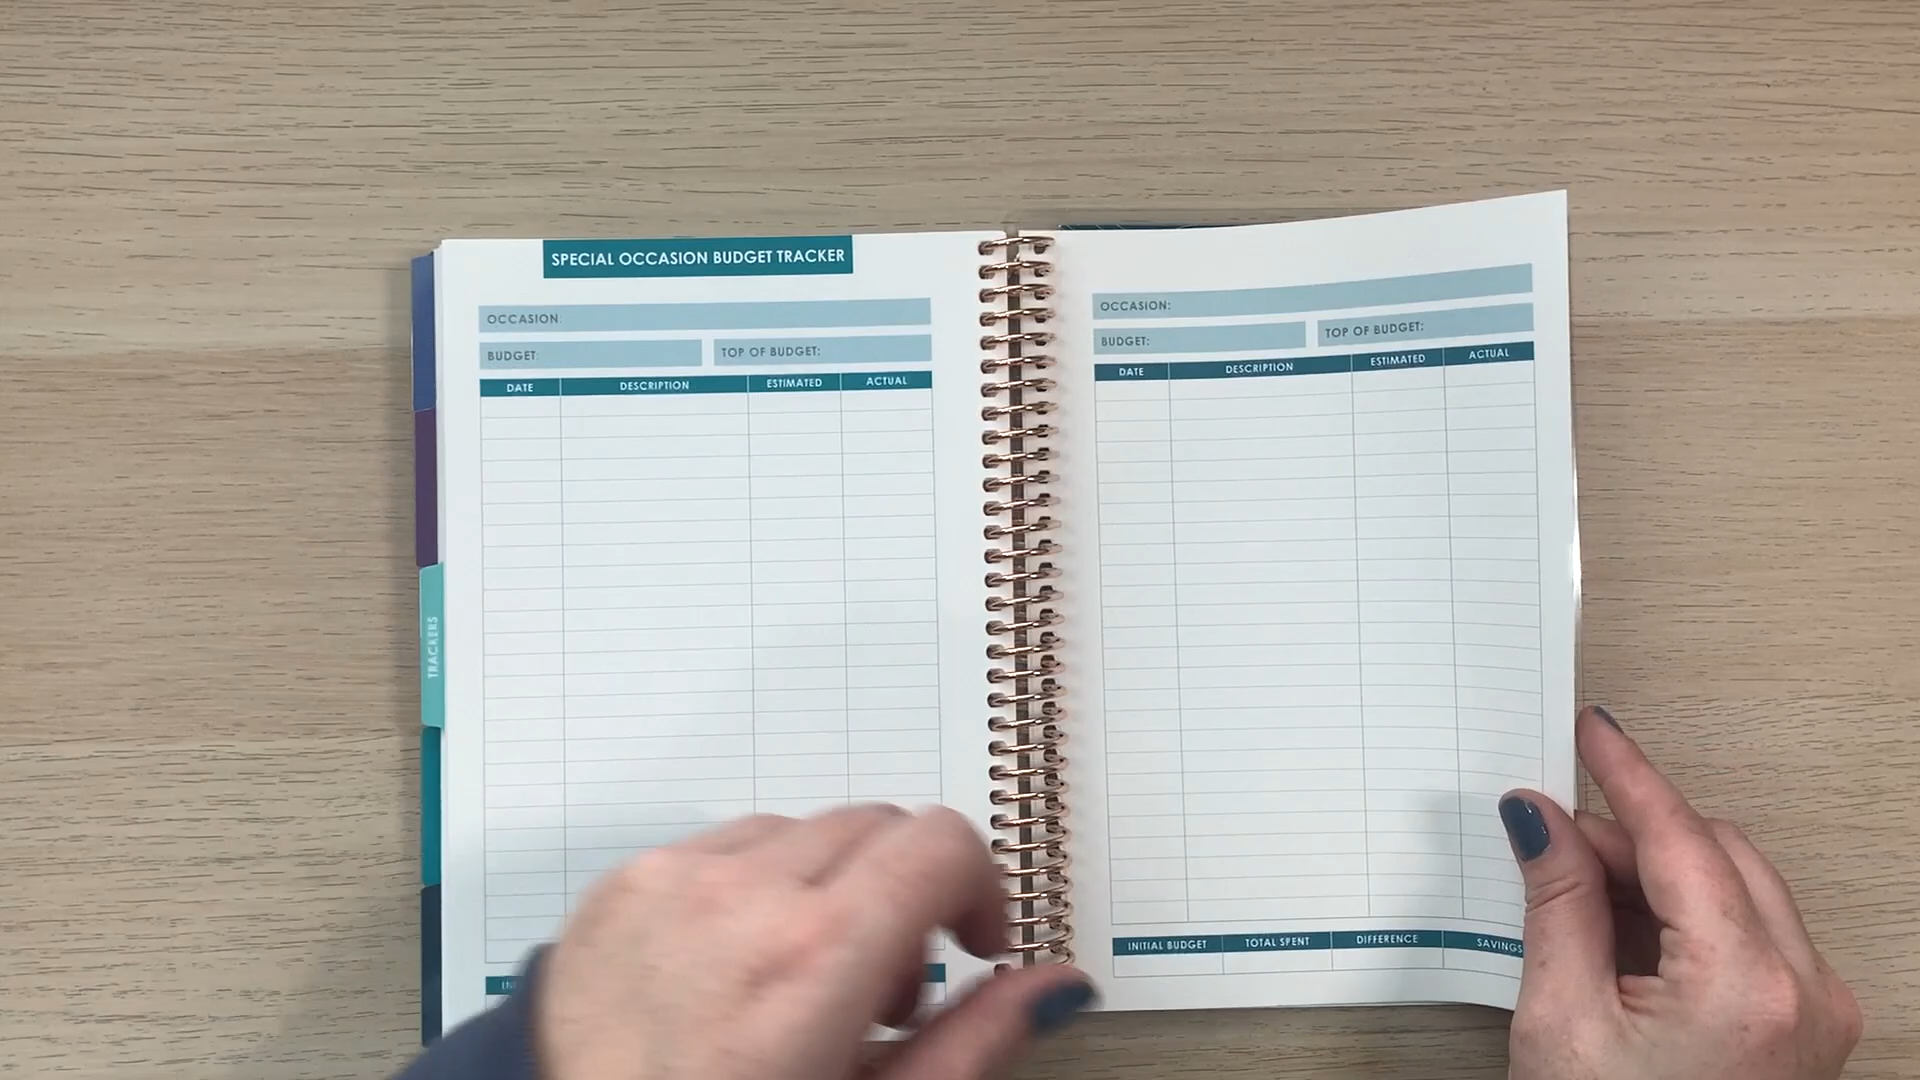 SPECIAL OCCASION BUDGET TRACKER
OCCASION:
BUDGET:
TOP OF BUDGET:
DATE DESCRIPTION ESTIMATED ACTUAL
TRACKERS
OCCASION:
BUDGET:
TOP OF BUDGET:
DATE DESCRIPTION ESTIMATED ACTUAL
INITIAL BUDGET TOTAL SPENT DIFFERENCE SAVINGS